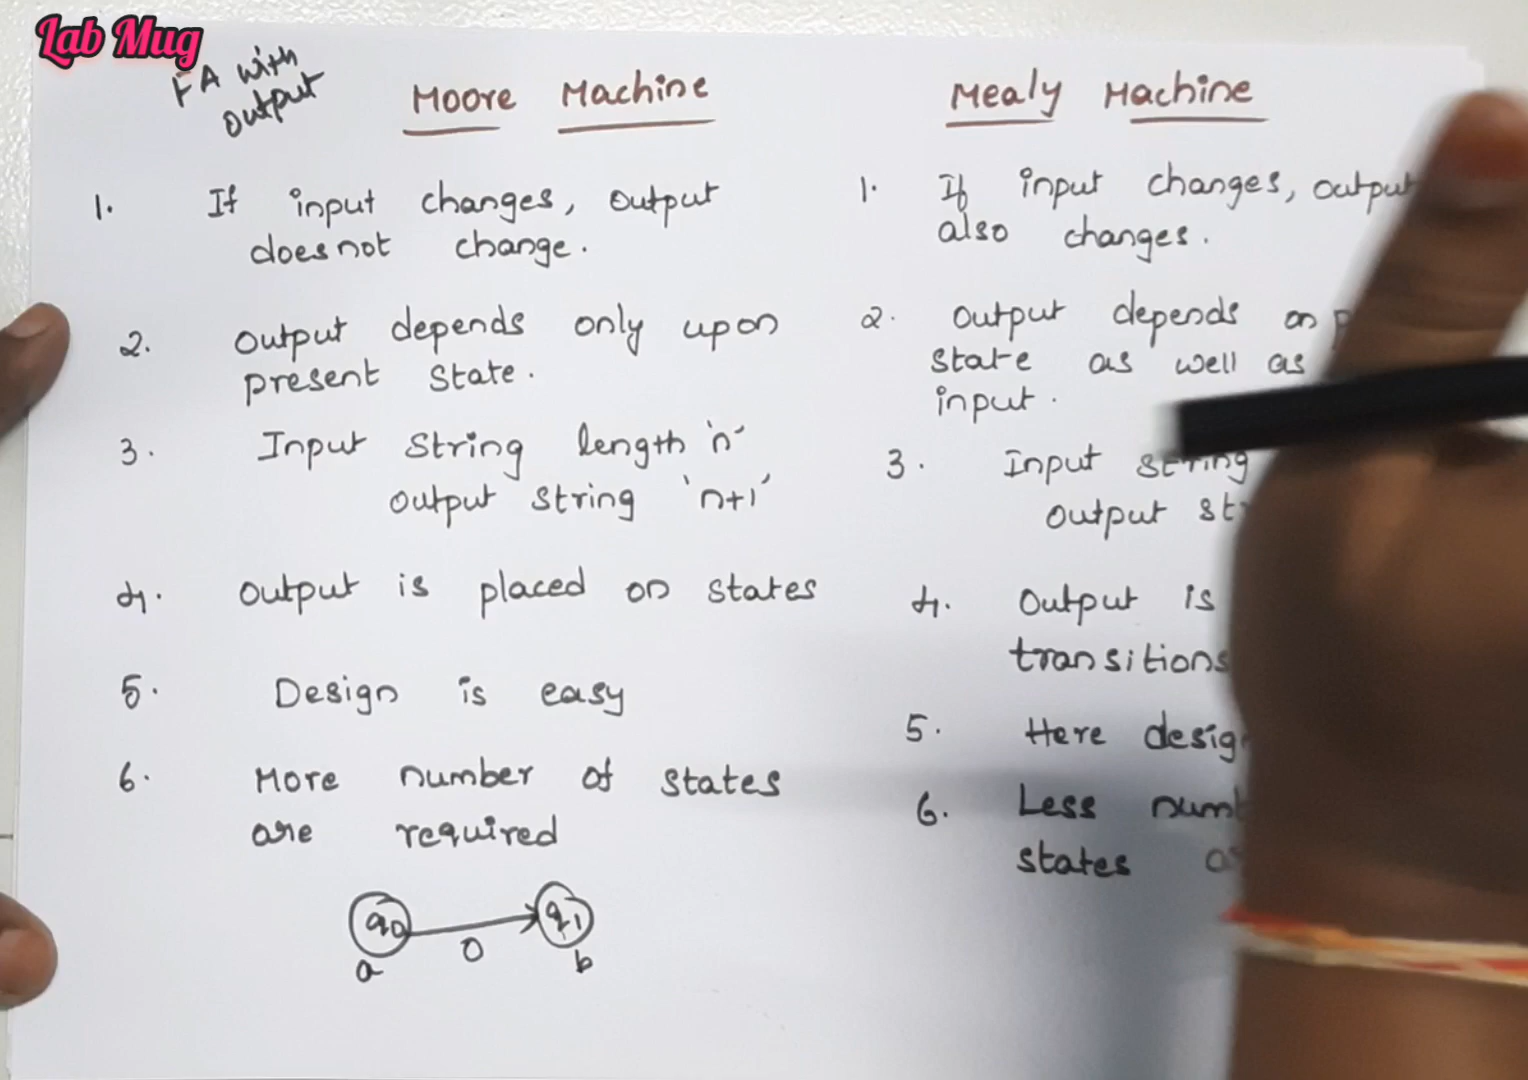 Lab Mug
FA with
output
Moore Machine
1. If input changes, output
does not change.
2. Output depends only upon
present state.
3. Input String length 'n'
output string 'n+1'
4. Output is placed on states
5. Design is easy
6. More number of states
are required
q0 0 q1
a b
Mealy Machine
1. If input changes, output
also changes.
2. Output depends on
state as well as
input.
3. Input string
output
4. Output is
transitions
5. Here
6. Less
states